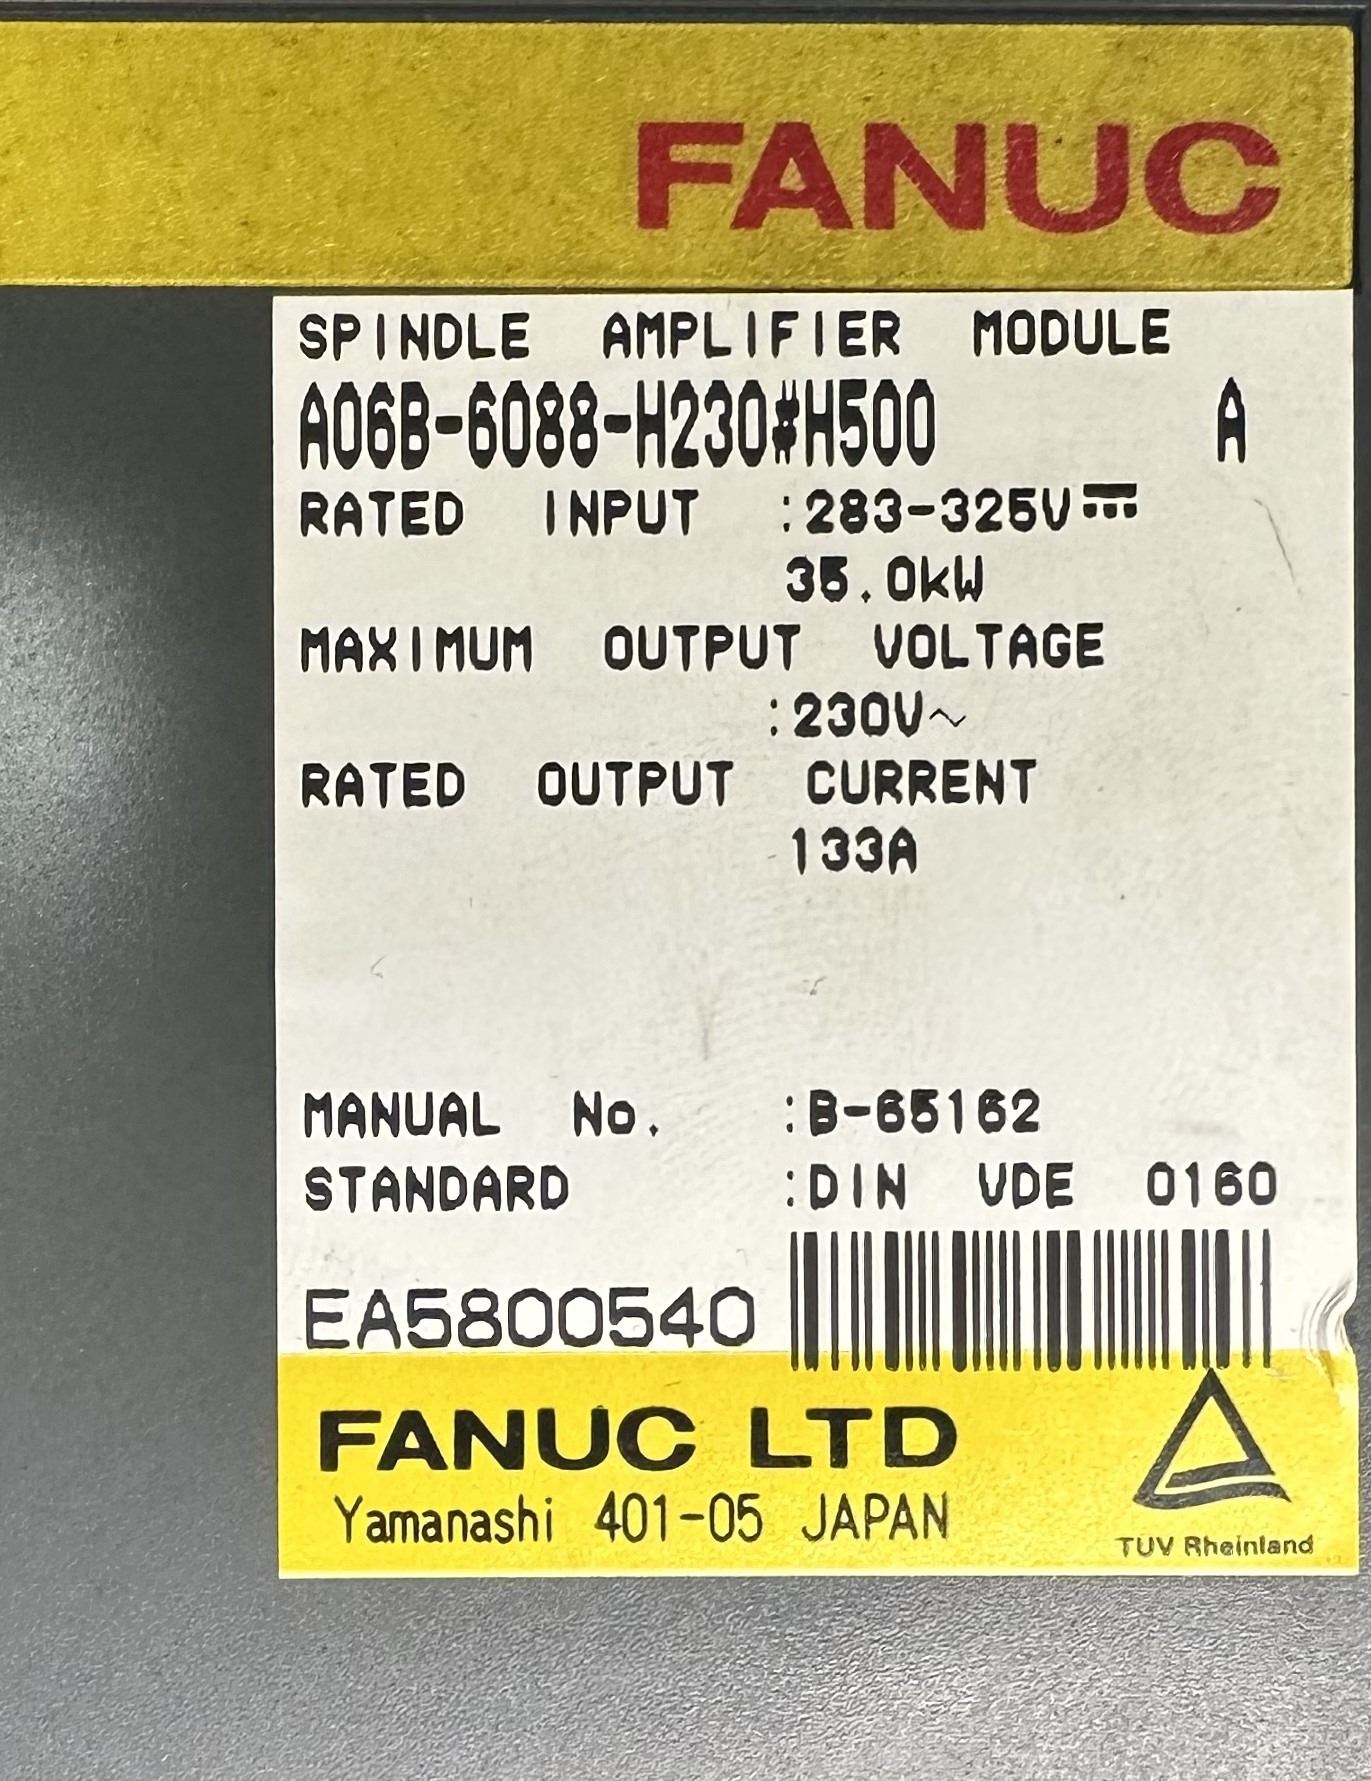 FANUC
SPINDLE AMPLIFIER MODULE
A06B-6088-H230#H500 A
RATED INPUT :283-325V⎓
35.0kW
MAXIMUM OUTPUT VOLTAGE
:230V~
RATED OUTPUT CURRENT
133A
MANUAL No. :B-65162
STANDARD :DIN VDE 0160
EA5800540
FANUC LTD
Yamanashi 401-05 JAPAN
TUV Rheinland